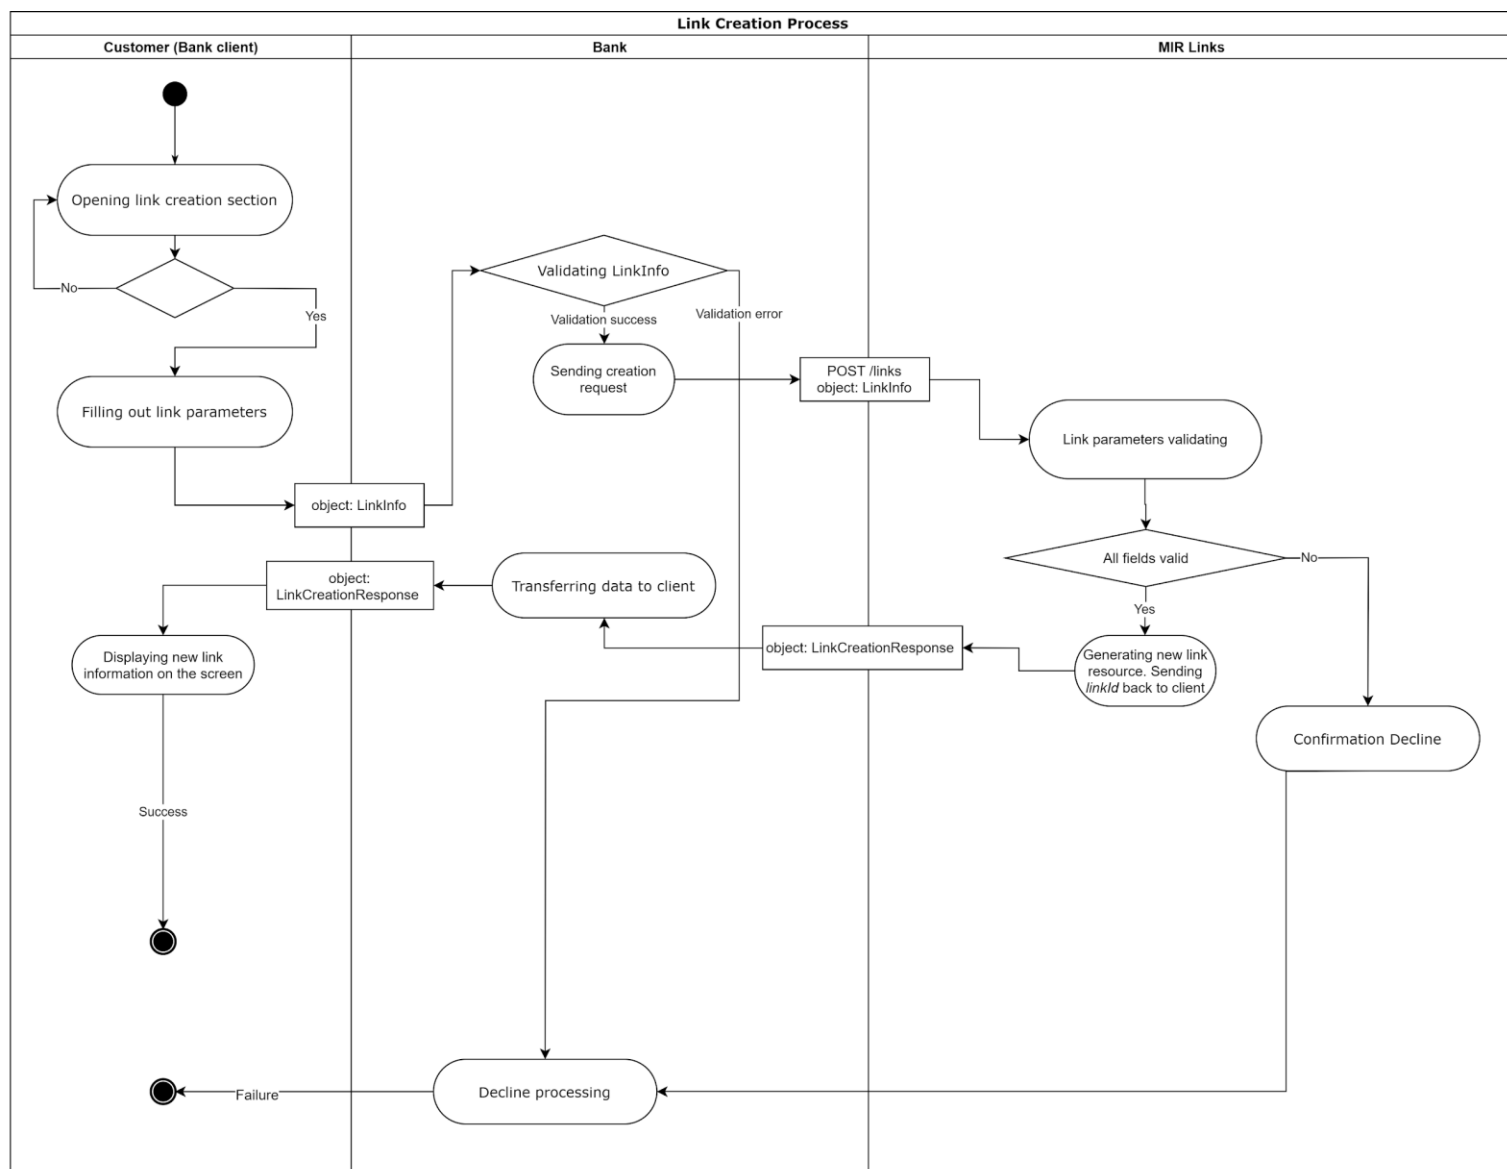 Link Creation Process
Customer (Bank client)
Bank
MIR Links
Opening link creation section
No
Yes
Filling out link parameters
object: LinkInfo
Validating LinkInfo
Validation success
Validation error
Sending creation
request
POST /links
object: LinkInfo
Link parameters validating
All fields valid
No
Yes
Generating new link
resource. Sending
linkId back to client
Confirmation Decline
object: LinkCreationResponse
Transferring data to client
object:
LinkCreationResponse
Displaying new link
information on the screen
Success
Decline processing
Failure